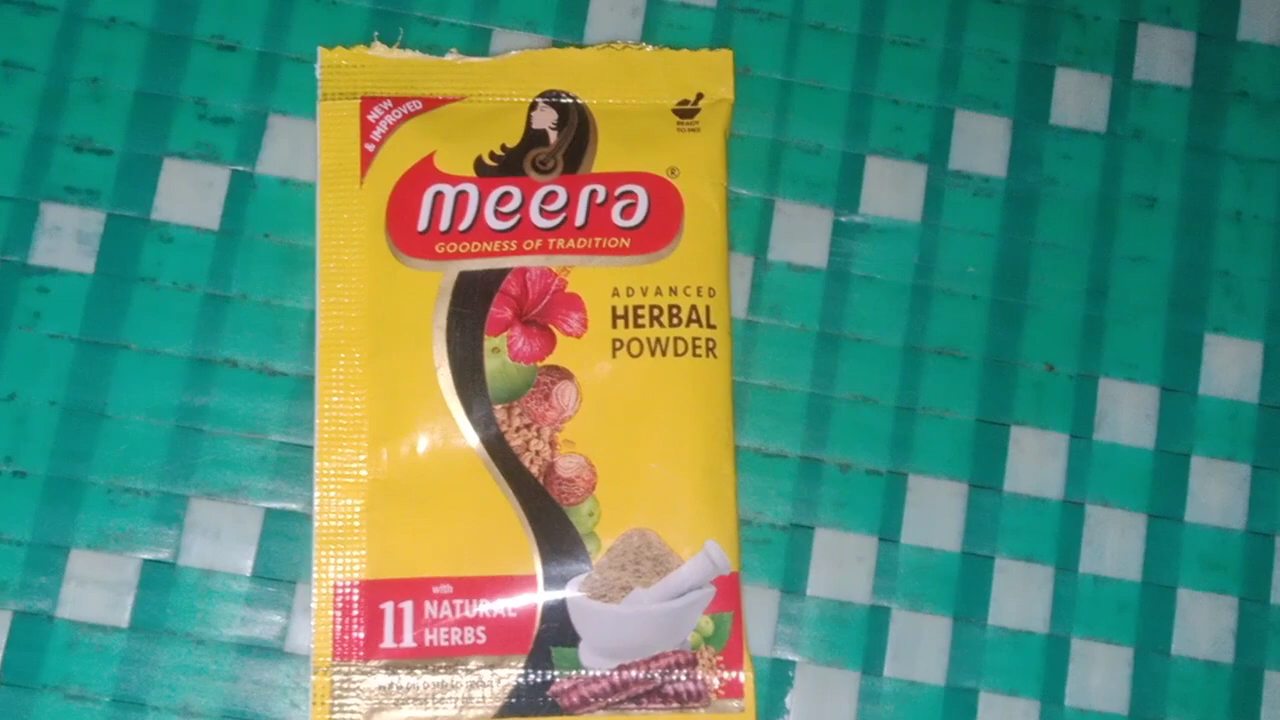 NEW
& IMPROVED
READY
TO MIX
meera
®
GOODNESS OF TRADITION
ADVANCED
HERBAL
POWDER
with
11 NATURAL
HERBS